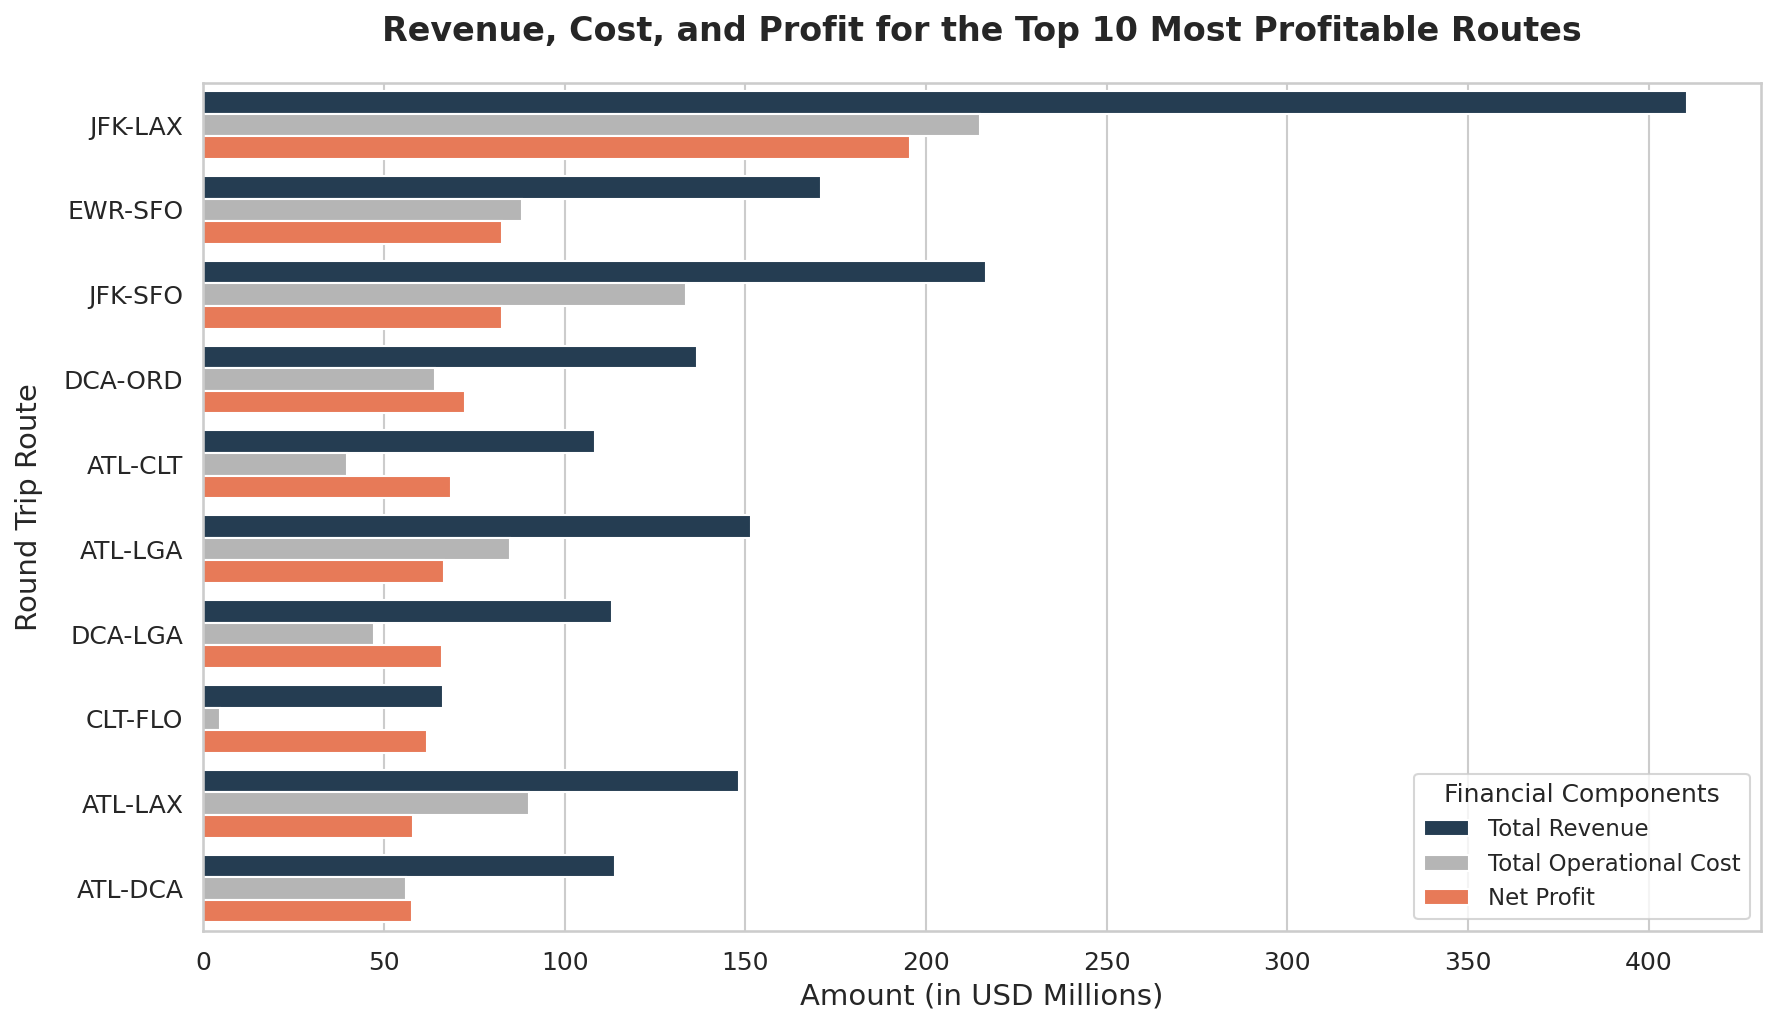 Revenue, Cost, and Profit for the Top 10 Most Profitable Routes
Round Trip Route
JFK-LAX
EWR-SFO
JFK-SFO
DCA-ORD
ATL-CLT
ATL-LGA
DCA-LGA
CLT-FLO
ATL-LAX
ATL-DCA
Financial Components
Total Revenue
Total Operational Cost
Net Profit
0 50 100 150 200 250 300 350 400
Amount (in USD Millions)